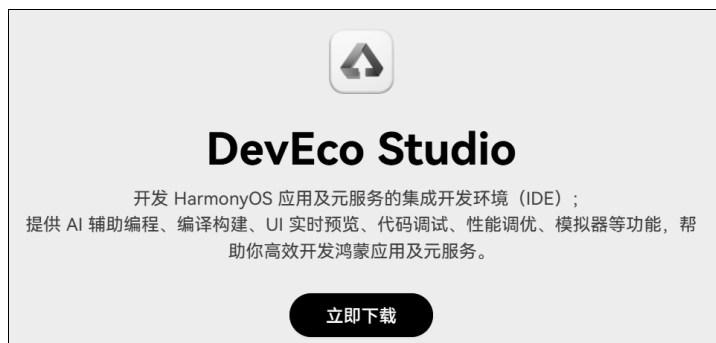 DevEco Studio
开发 HarmonyOS 应用及元服务的集成开发环境（IDE）;
提供 AI 辅助编程、编译构建、UI 实时预览、代码调试、性能调优、模拟器等功能，帮
助你高效开发鸿蒙应用及元服务。
立即下载